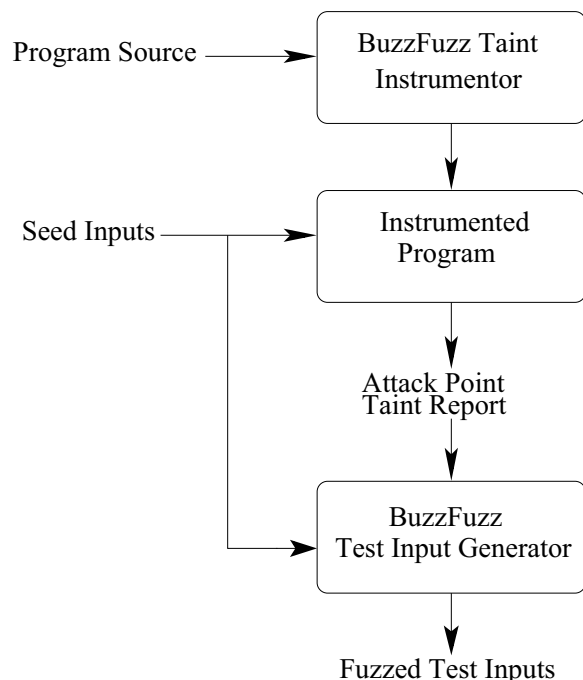 Program Source
BuzzFuzz Taint
Instrumentor
Seed Inputs
Instrumented
Program
Attack Point
Taint Report
BuzzFuzz
Test Input Generator
Fuzzed Test Inputs